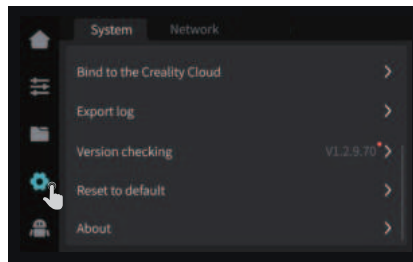 System Network
Bind to the Creality Cloud
Export log
Version checking V1.2.9.70
Reset to default
About